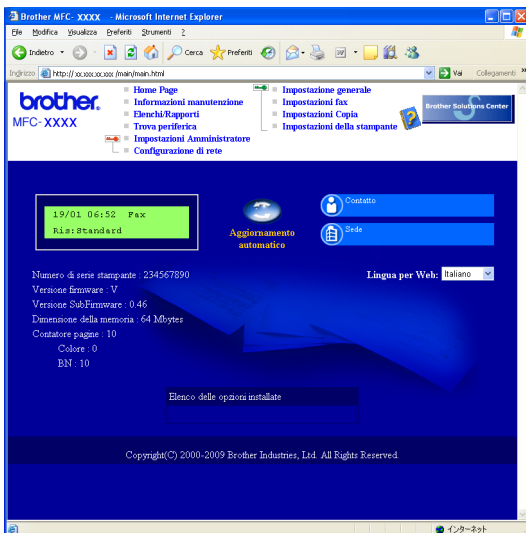 Brother MFC- XXXX - Microsoft Internet Explorer
File Modifica Visualizza Preferiti Strumenti ?
Indietro Cerca Preferiti
Indirizzo http:// xx.xxx.xx.xxx /main/main.html Vai Collegamenti »
brother.
MFC- XXXX
Home Page
Informazioni manutenzione
Elenchi/Rapporti
Trova periferica
Impostazioni Amministratore
Configurazione di rete
Impostazione generale
Impostazioni fax
Impostazioni Copia
Impostazioni della stampante
Brother Solutions Center
19/01 06:52 Fax
Ris:Standard
Aggiornamento
automatico
Contatto
Sede
Numero di serie stampante : 234567890
Lingua per Web: Italiano
Versione firmware : V
Versione SubFirmware : 0.46
Dimensione della memoria : 64 Mbytes
Contatore pagine : 10
Colore : 0
BN : 10
Elenco delle opzioni installate
Copyright(C) 2000-2009 Brother Industries, Ltd. All Rights Reserved.
インターネット